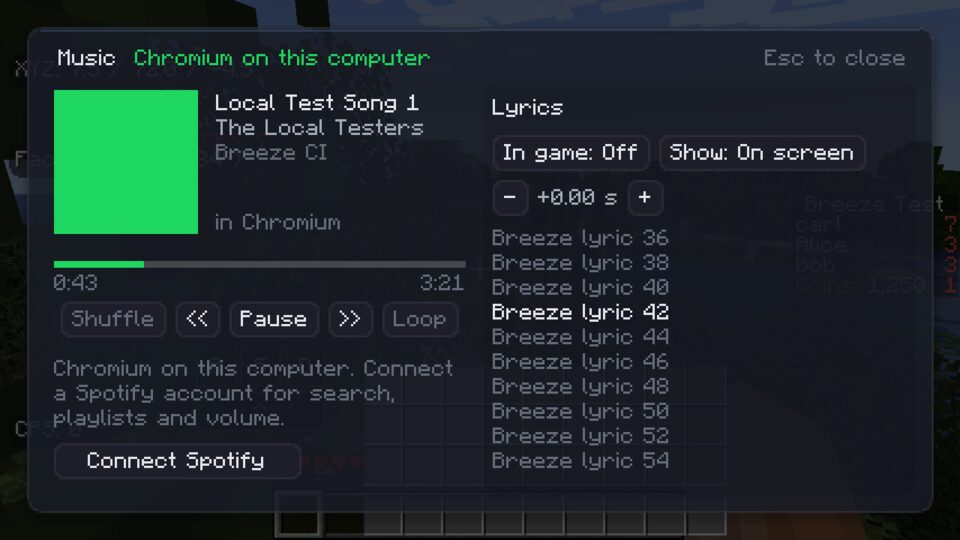 Music Chromium on this computer
Esc to close
Local Test Song 1
The Local Testers
Breeze CI
in Chromium
0:43
3:21
Shuffle
<<
Pause
>>
Loop
Chromium on this computer. Connect
a Spotify account for search,
playlists and volume.
Connect Spotify
Lyrics
In game: Off
Show: On screen
-
+0.00 s
+
Breeze lyric 36
Breeze lyric 38
Breeze lyric 40
Breeze lyric 42
Breeze lyric 44
Breeze lyric 46
Breeze lyric 48
Breeze lyric 50
Breeze lyric 52
Breeze lyric 54
Breeze Test
carl 7
Alice 3
bob 3
Coins 1,250 1